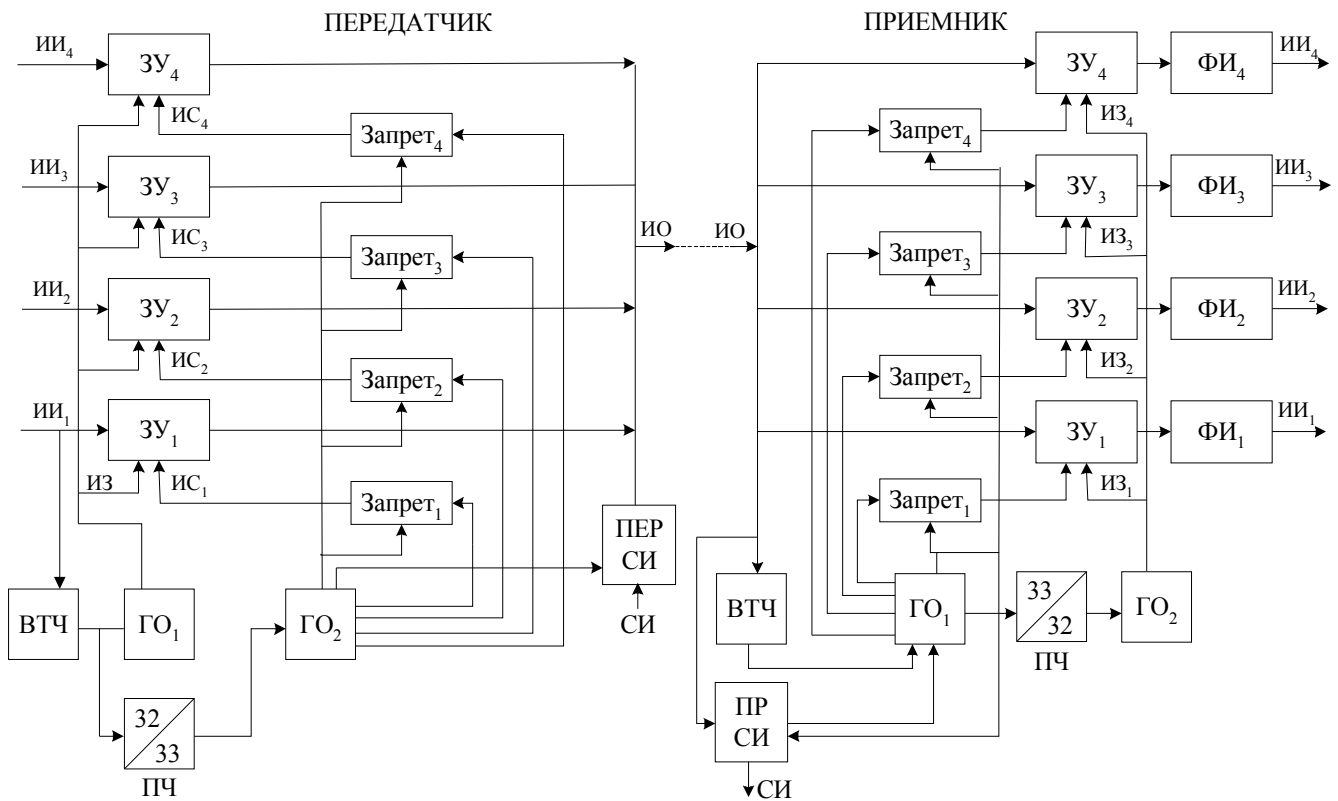 ПЕРЕДАТЧИК
ПРИЕМНИК
ИИ₄
ЗУ₄
ИС₄
Запрет₄
ИИ₃
ЗУ₃
ИС₃
Запрет₃
ИИ₂
ЗУ₂
ИС₂
Запрет₂
ИИ₁
ЗУ₁
ИЗ
ИС₁
Запрет₁
ИО
ПЕР
СИ
СИ
ВТЧ
ГО₁
ГО₂
32
33
ПЧ
ИО
ЗУ₄
ФИ₄
ИИ₄
Запрет₄
ИЗ₄
ЗУ₃
ФИ₃
ИИ₃
Запрет₃
ИЗ₃
ЗУ₂
ФИ₂
ИИ₂
Запрет₂
ИЗ₂
ЗУ₁
ФИ₁
ИИ₁
Запрет₁
ИЗ₁
ВТЧ
ГО₁
33
32
ПЧ
ГО₂
ПР
СИ
СИ